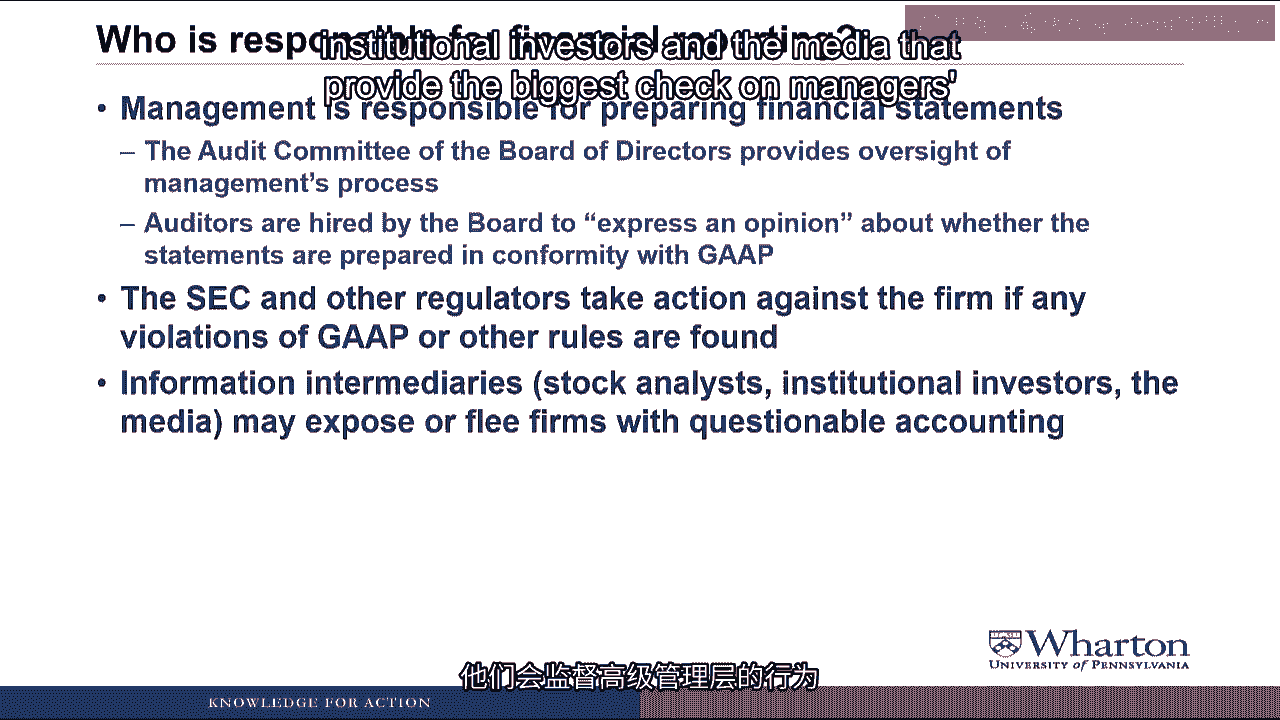 Who is responsible for financial reporting?
institutional investors and the media that
provide the biggest check on managers'
• Management is responsible for preparing financial statements
– The Audit Committee of the Board of Directors provides oversight of
management's process
– Auditors are hired by the Board to “express an opinion” about whether the
statements are prepared in conformity with GAAP
• The SEC and other regulators take action against the firm if any
violations of GAAP or other rules are found
• Information intermediaries (stock analysts, institutional investors, the
media) may expose or flee firms with questionable accounting
Wharton
UNIVERSITY of PENNSYLVANIA
他们会监督高级管理层的行为
KNOWLEDGE FOR ACTION